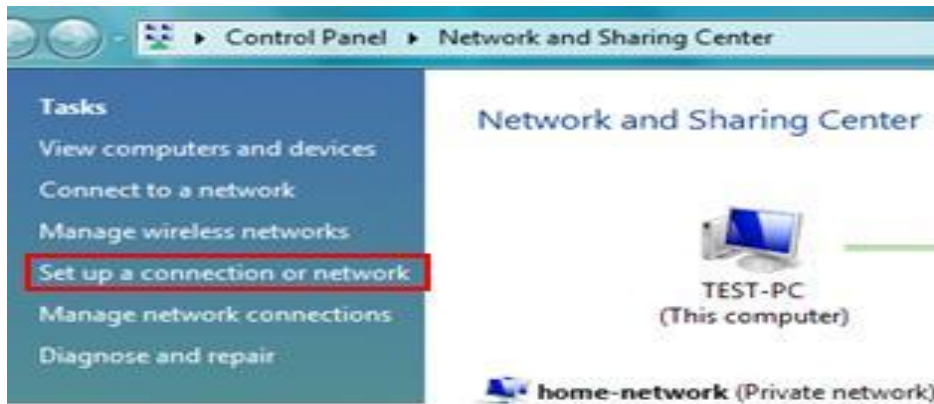 Control Panel ▸ Network and Sharing Center
Tasks
View computers and devices
Connect to a network
Manage wireless networks
Set up a connection or network
Manage network connections
Diagnose and repair
Network and Sharing Center
TEST-PC
(This computer)
home-network (Private network)